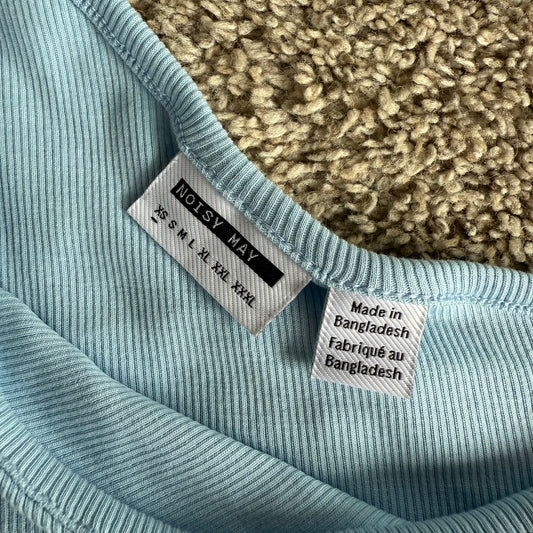 NOISY MAY
XS S M L XL XXL XXXL
Made in
Bangladesh
Fabriqué au
Bangladesh